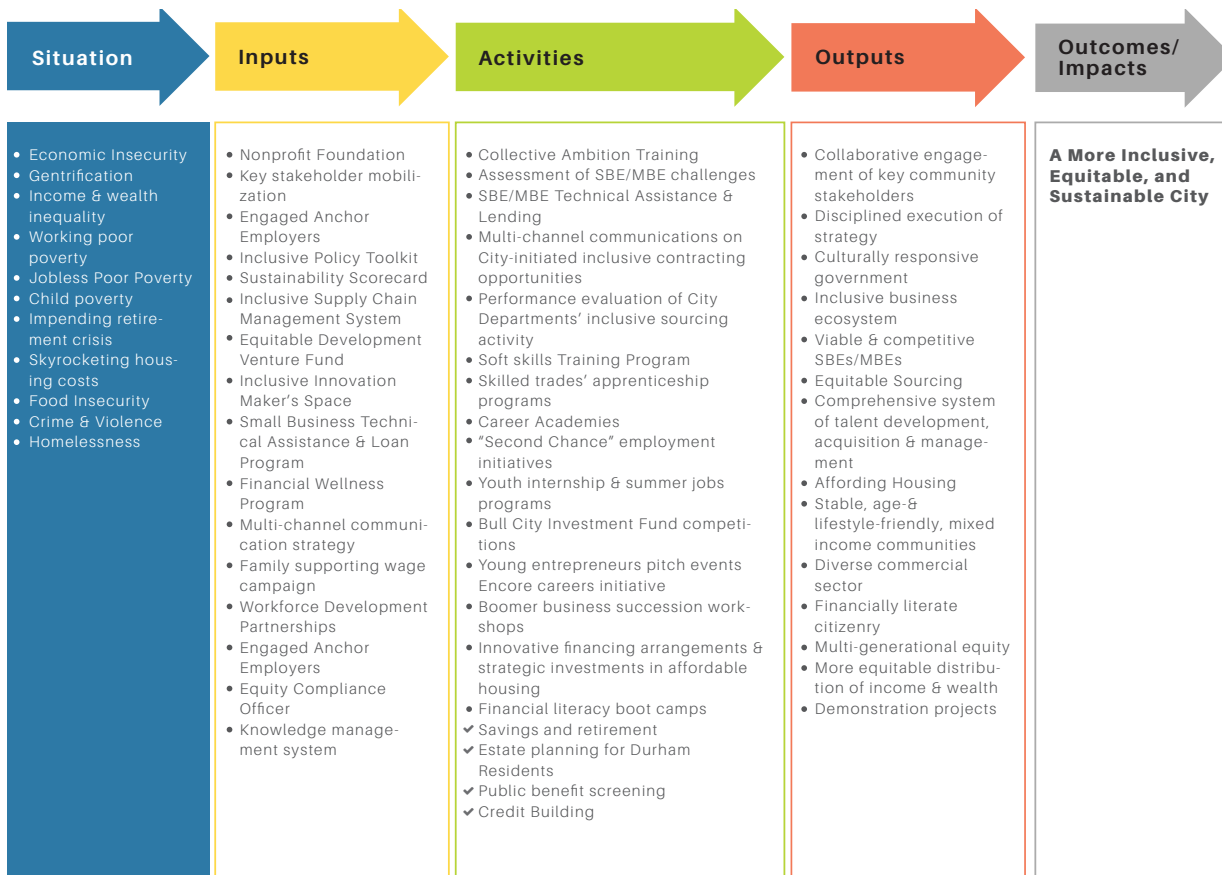 Situation
Inputs
Activities
Outputs
Outcomes/
Impacts
• Economic Insecurity
• Gentrification
• Income & wealth
inequality
• Working poor
poverty
• Jobless Poor Poverty
• Child poverty
• Impending retire-
ment crisis
• Skyrocketing hous-
ing costs
• Food Insecurity
• Crime & Violence
• Homelessness
• Nonprofit Foundation
• Key stakeholder mobil-
ization
• Engaged Anchor
Employers
• Inclusive Policy Toolkit
• Sustainability Scorecard
• Inclusive Supply Chain
Management System
• Equitable Development
Venture Fund
• Inclusive Innovation
Maker's Space
• Small Business Techni-
cal Assistance & Loan
Program
• Financial Wellness
Program
• Multi-channel communi-
cation strategy
• Family supporting wage
campaign
• Workforce Development
Partnerships
• Engaged Anchor
Employers
• Equity Compliance
Officer
• Knowledge manage-
ment system
• Collective Ambition Training
• Assessment of SBE/MBE challenges
• SBE/MBE Technical Assistance &
Lending
• Multi-channel communications on
City-initiated inclusive contracting
opportunities
• Performance evaluation of City
Departments' inclusive sourcing
activity
• Soft skills Training Program
• Skilled trades' apprenticeship
programs
• Career Academies
• "Second Chance" employment
initiatives
• Youth internship & summer jobs
programs
• Bull City Investment Fund competi-
tions
• Young entrepreneurs pitch events
Encore careers initiative
• Boomer business succession work-
shops
• Innovative financing arrangements &
strategic investments in affordable
housing
• Financial literacy boot camps
✔ Savings and retirement
✔ Estate planning for Durham
Residents
✔ Public benefit screening
✔ Credit Building
• Collaborative engage-
ment of key community
stakeholders
• Disciplined execution of
strategy
• Culturally responsive
government
• Inclusive business
ecosystem
• Viable & competitive
SBEs/MBEs
• Equitable Sourcing
• Comprehensive system
of talent development,
acquisition & manage-
ment
• Affording Housing
• Stable, age-&
lifestyle-friendly, mixed
income communities
• Diverse commercial
sector
• Financially literate
citizenry
• Multi-generational equity
• More equitable distribu-
tion of income & wealth
• Demonstration projects
A More Inclusive,
Equitable, and
Sustainable City